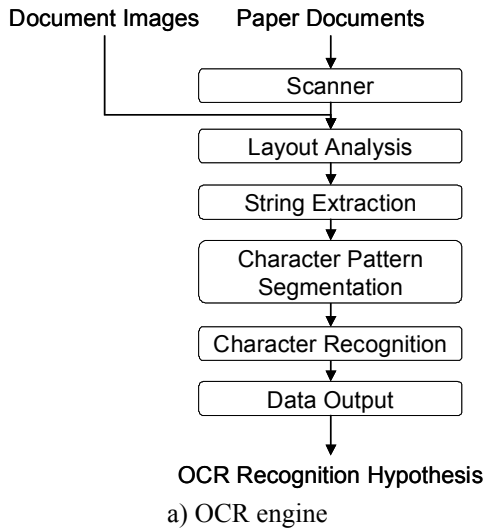 Document Images Paper Documents
Scanner
Layout Analysis
String Extraction
Character Pattern
Segmentation
Character Recognition
Data Output
OCR Recognition Hypothesis
a) OCR engine